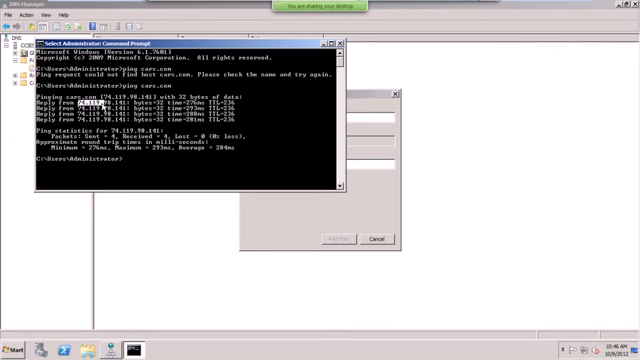 DNS Manager
You are sharing your desktop
File Action View Help
DNS
Select Administrator: Command Prompt
Microsoft Windows [Version 6.1.7601]
Copyright (c) 2009 Microsoft Corporation. All rights reserved.
C:\Users\Administrator>ping cars.com
Ping request could not find host cars.com. Please check the name and try again.
C:\Users\Administrator>ping cars.com
Pinging cars.com [74.119.98.141] with 32 bytes of data:
Reply from 74.119.98.141: bytes=32 time=276ms TTL=236
Reply from 74.119.98.141: bytes=32 time=293ms TTL=236
Reply from 74.119.98.141: bytes=32 time=288ms TTL=236
Reply from 74.119.98.141: bytes=32 time=281ms TTL=236
Ping statistics for 74.119.98.141:
Packets: Sent = 4, Received = 4, Lost = 0 (0% loss),
Approximate round trip times in milli-seconds:
Minimum = 276ms, Maximum = 293ms, Average = 284ms
C:\Users\Administrator>
Add Host
Cancel
Start
10:46 AM
10/9/2012